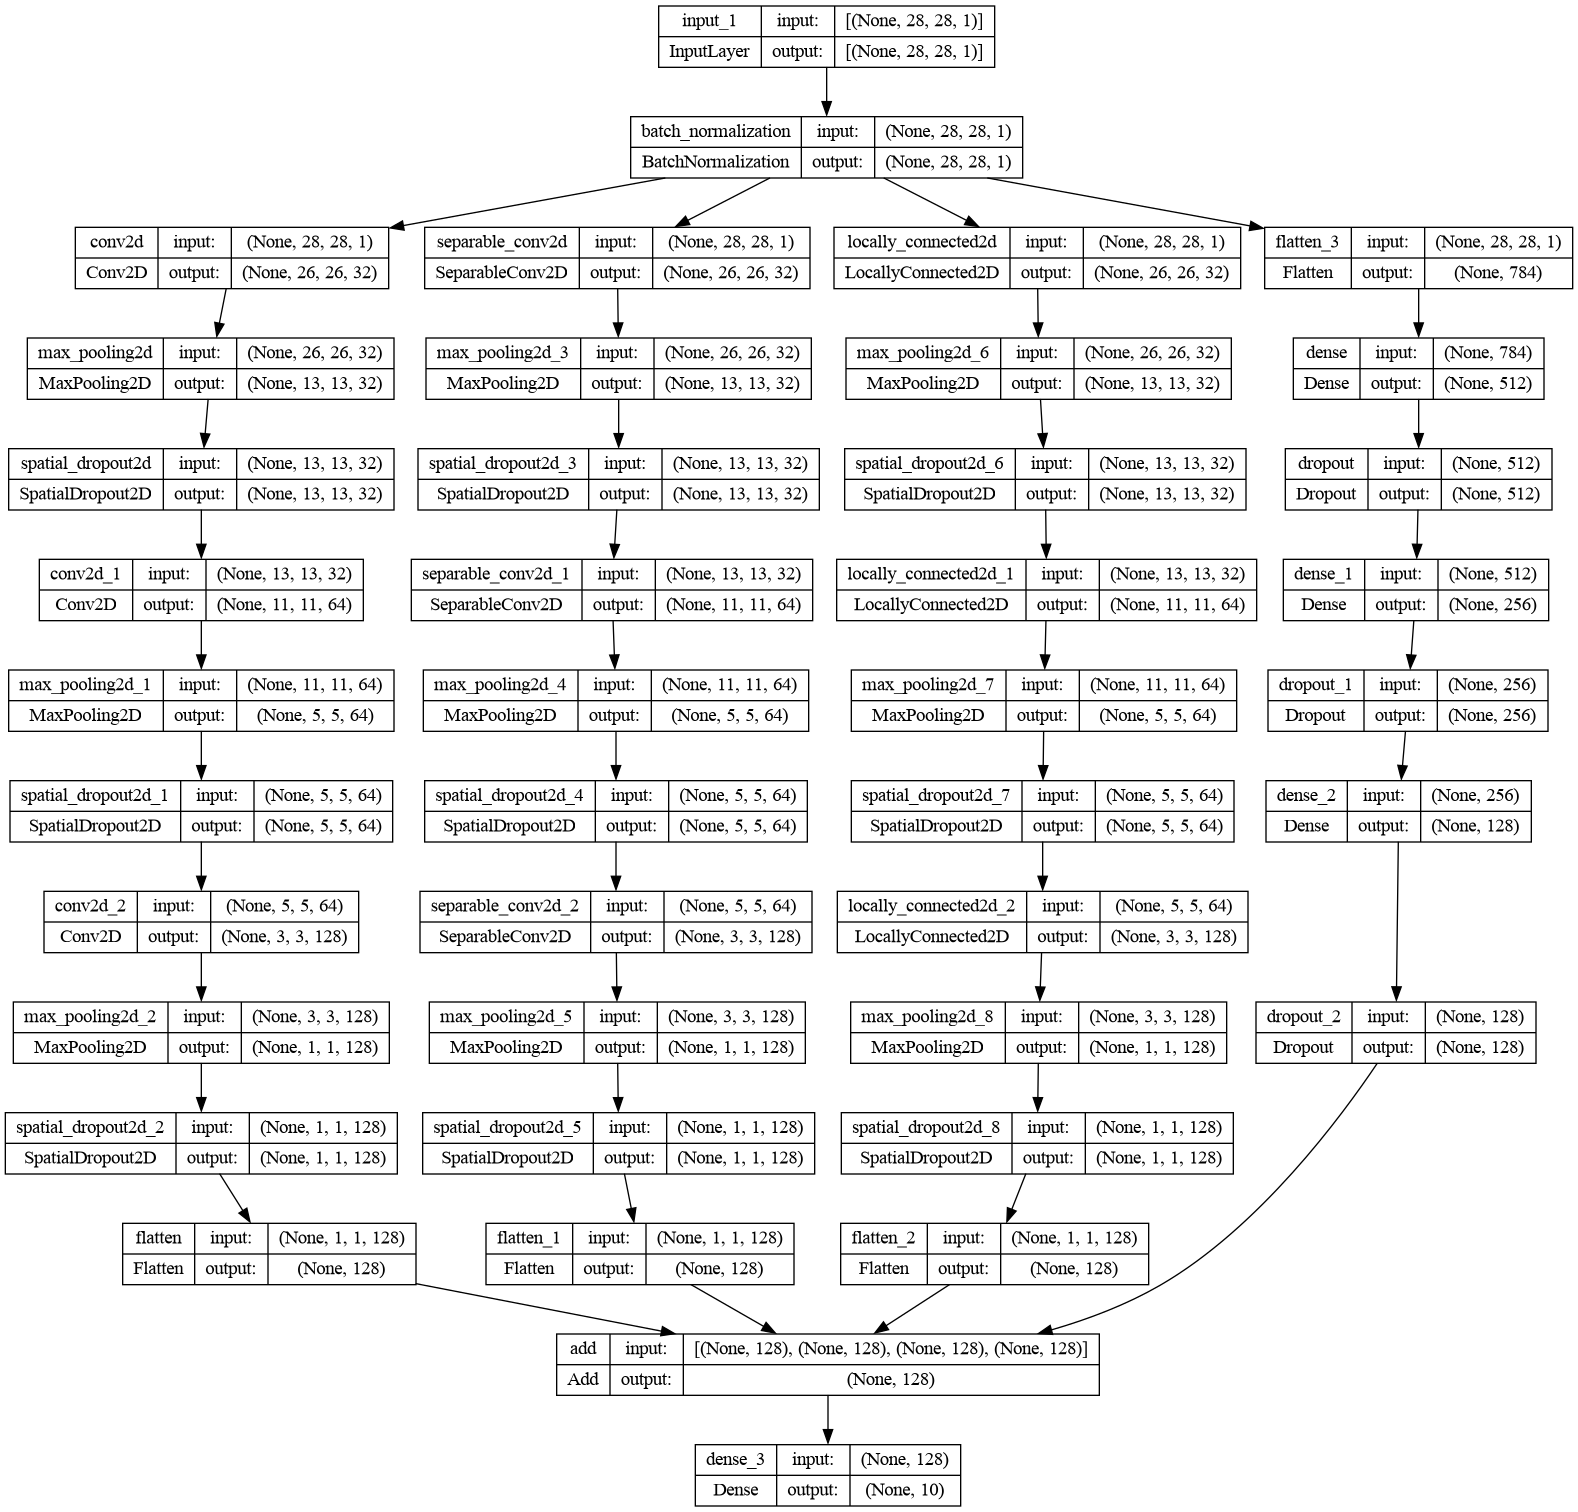 input_1 input: [(None, 28, 28, 1)]
InputLayer output: [(None, 28, 28, 1)]
batch_normalization input: (None, 28, 28, 1)
BatchNormalization output: (None, 28, 28, 1)
conv2d input: (None, 28, 28, 1) separable_conv2d input: (None, 28, 28, 1) locally_connected2d input: (None, 28, 28, 1) flatten_3 input: (None, 28, 28, 1)
Conv2D output: (None, 26, 26, 32) SeparableConv2D output: (None, 26, 26, 32) LocallyConnected2D output: (None, 26, 26, 32) Flatten output: (None, 784)
max_pooling2d input: (None, 26, 26, 32) max_pooling2d_3 input: (None, 26, 26, 32) max_pooling2d_6 input: (None, 26, 26, 32) dense input: (None, 784)
MaxPooling2D output: (None, 13, 13, 32) MaxPooling2D output: (None, 13, 13, 32) MaxPooling2D output: (None, 13, 13, 32) Dense output: (None, 512)
spatial_dropout2d input: (None, 13, 13, 32) spatial_dropout2d_3 input: (None, 13, 13, 32) spatial_dropout2d_6 input: (None, 13, 13, 32) dropout input: (None, 512)
SpatialDropout2D output: (None, 13, 13, 32) SpatialDropout2D output: (None, 13, 13, 32) SpatialDropout2D output: (None, 13, 13, 32) Dropout output: (None, 512)
conv2d_1 input: (None, 13, 13, 32) separable_conv2d_1 input: (None, 13, 13, 32) locally_connected2d_1 input: (None, 13, 13, 32) dense_1 input: (None, 512)
Conv2D output: (None, 11, 11, 64) SeparableConv2D output: (None, 11, 11, 64) LocallyConnected2D output: (None, 11, 11, 64) Dense output: (None, 256)
max_pooling2d_1 input: (None, 11, 11, 64) max_pooling2d_4 input: (None, 11, 11, 64) max_pooling2d_7 input: (None, 11, 11, 64) dropout_1 input: (None, 256)
MaxPooling2D output: (None, 5, 5, 64) MaxPooling2D output: (None, 5, 5, 64) MaxPooling2D output: (None, 5, 5, 64) Dropout output: (None, 256)
spatial_dropout2d_1 input: (None, 5, 5, 64) spatial_dropout2d_4 input: (None, 5, 5, 64) spatial_dropout2d_7 input: (None, 5, 5, 64) dense_2 input: (None, 256)
SpatialDropout2D output: (None, 5, 5, 64) SpatialDropout2D output: (None, 5, 5, 64) SpatialDropout2D output: (None, 5, 5, 64) Dense output: (None, 128)
conv2d_2 input: (None, 5, 5, 64) separable_conv2d_2 input: (None, 5, 5, 64) locally_connected2d_2 input: (None, 5, 5, 64)
Conv2D output: (None, 3, 3, 128) SeparableConv2D output: (None, 3, 3, 128) LocallyConnected2D output: (None, 3, 3, 128)
max_pooling2d_2 input: (None, 3, 3, 128) max_pooling2d_5 input: (None, 3, 3, 128) max_pooling2d_8 input: (None, 3, 3, 128) dropout_2 input: (None, 128)
MaxPooling2D output: (None, 1, 1, 128) MaxPooling2D output: (None, 1, 1, 128) MaxPooling2D output: (None, 1, 1, 128) Dropout output: (None, 128)
spatial_dropout2d_2 input: (None, 1, 1, 128) spatial_dropout2d_5 input: (None, 1, 1, 128) spatial_dropout2d_8 input: (None, 1, 1, 128)
SpatialDropout2D output: (None, 1, 1, 128) SpatialDropout2D output: (None, 1, 1, 128) SpatialDropout2D output: (None, 1, 1, 128)
flatten input: (None, 1, 1, 128) flatten_1 input: (None, 1, 1, 128) flatten_2 input: (None, 1, 1, 128)
Flatten output: (None, 128) Flatten output: (None, 128) Flatten output: (None, 128)
add input: [(None, 128), (None, 128), (None, 128), (None, 128)]
Add output: (None, 128)
dense_3 input: (None, 128)
Dense output: (None, 10)